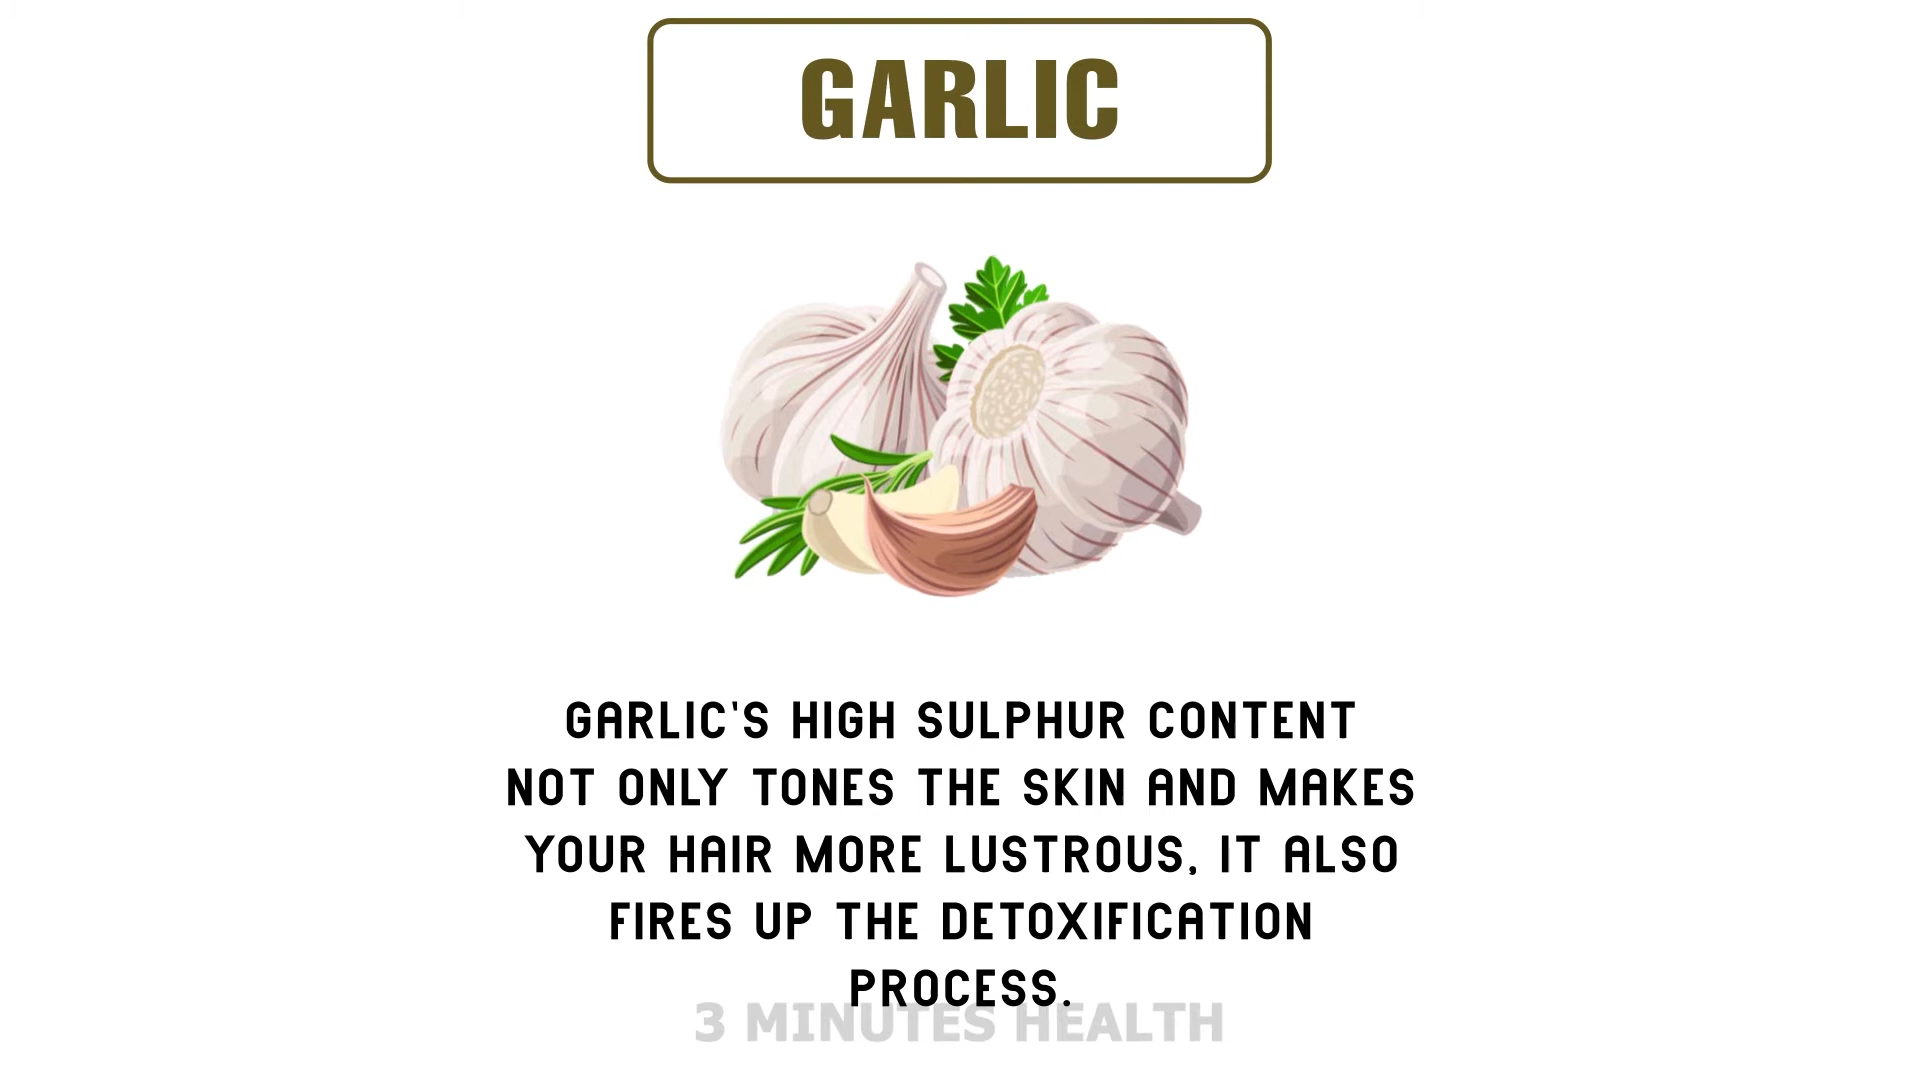 GARLIC
GARLIC'S HIGH SULPHUR CONTENT
NOT ONLY TONES THE SKIN AND MAKES
YOUR HAIR MORE LUSTROUS, IT ALSO
FIRES UP THE DETOXIFICATION
PROCESS.
3 MINUTES HEALTH